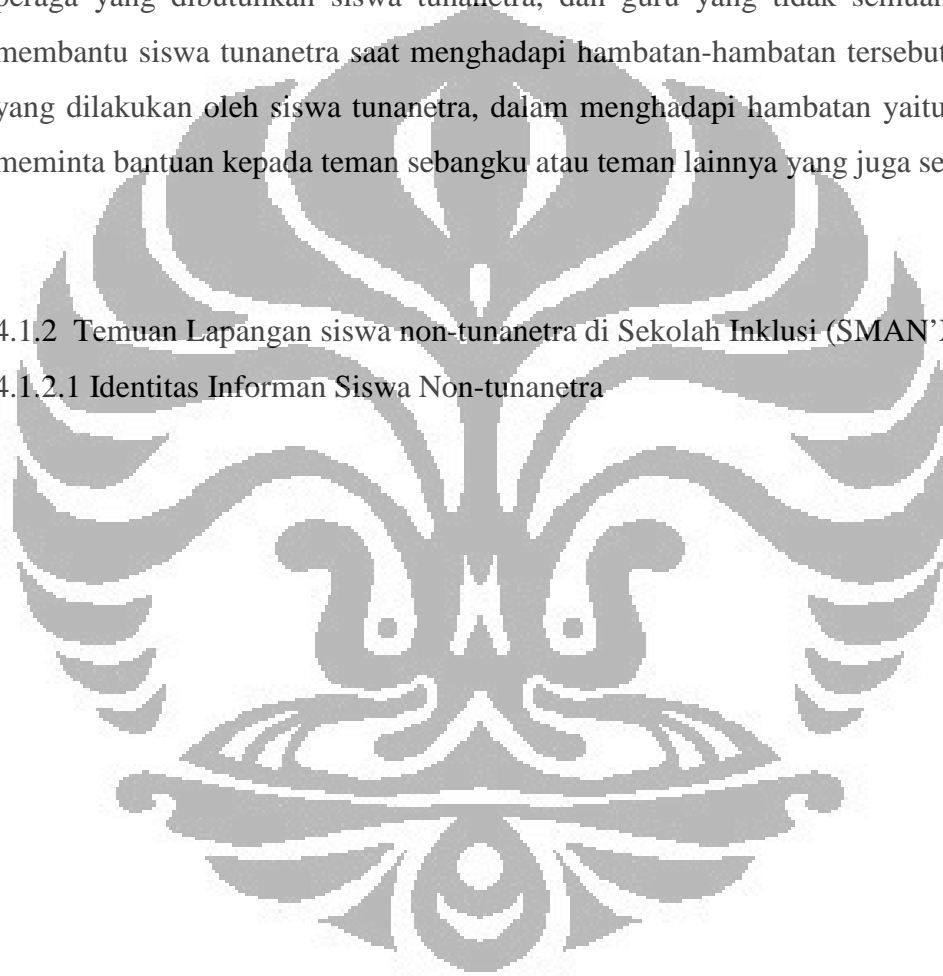 peraga yang dibutuhkan siswa tunanetra, dan guru yang tidak semua
membantu siswa tunanetra saat menghadapi hambatan-hambatan tersebut
yang dilakukan oleh siswa tunanetra, dalam menghadapi hambatan yaitu
meminta bantuan kepada teman sebangku atau teman lainnya yang juga se
4.1.2 Temuan Lapangan siswa non-tunanetra di Sekolah Inklusi (SMAN’X
4.1.2.1 Identitas Informan Siswa Non-tunanetra